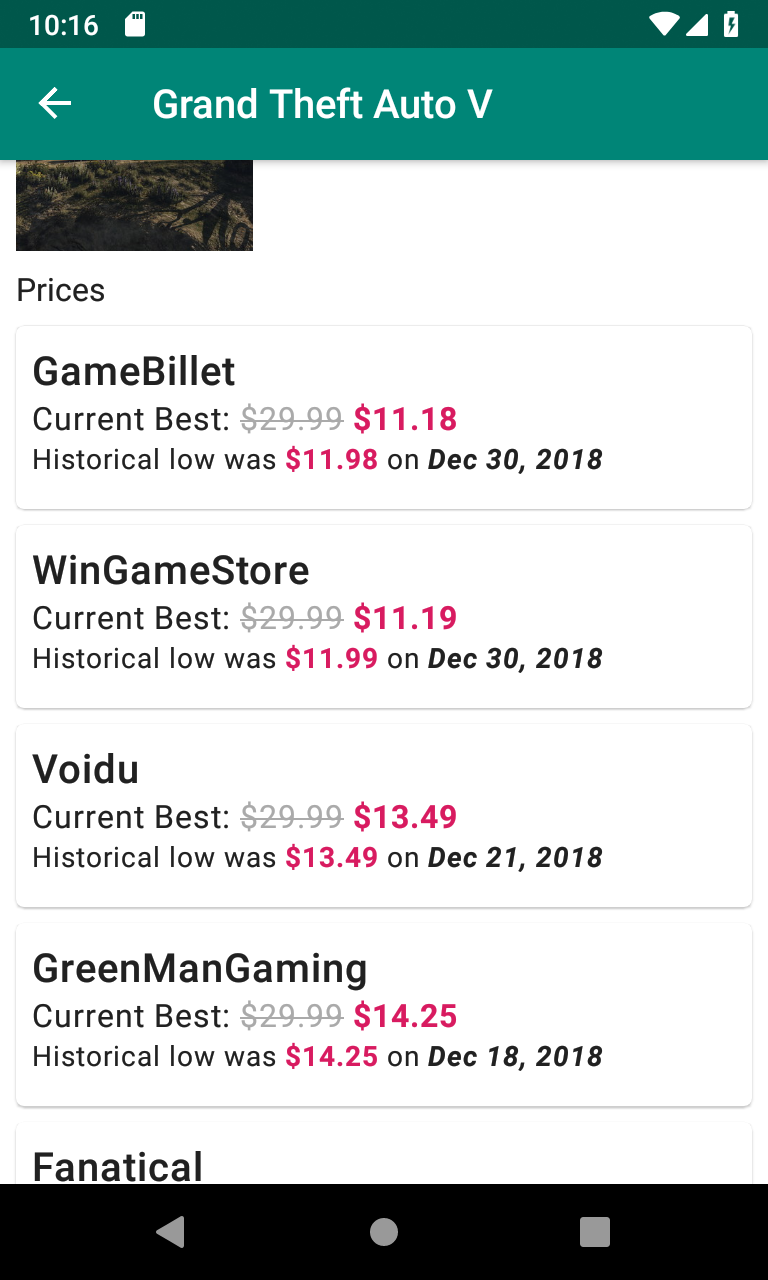 10:16
Grand Theft Auto V
Prices
GameBillet
Current Best: $29.99 $11.18
Historical low was $11.98 on Dec 30, 2018
WinGameStore
Current Best: $29.99 $11.19
Historical low was $11.99 on Dec 30, 2018
Voidu
Current Best: $29.99 $13.49
Historical low was $13.49 on Dec 21, 2018
GreenManGaming
Current Best: $29.99 $14.25
Historical low was $14.25 on Dec 18, 2018
Fanatical